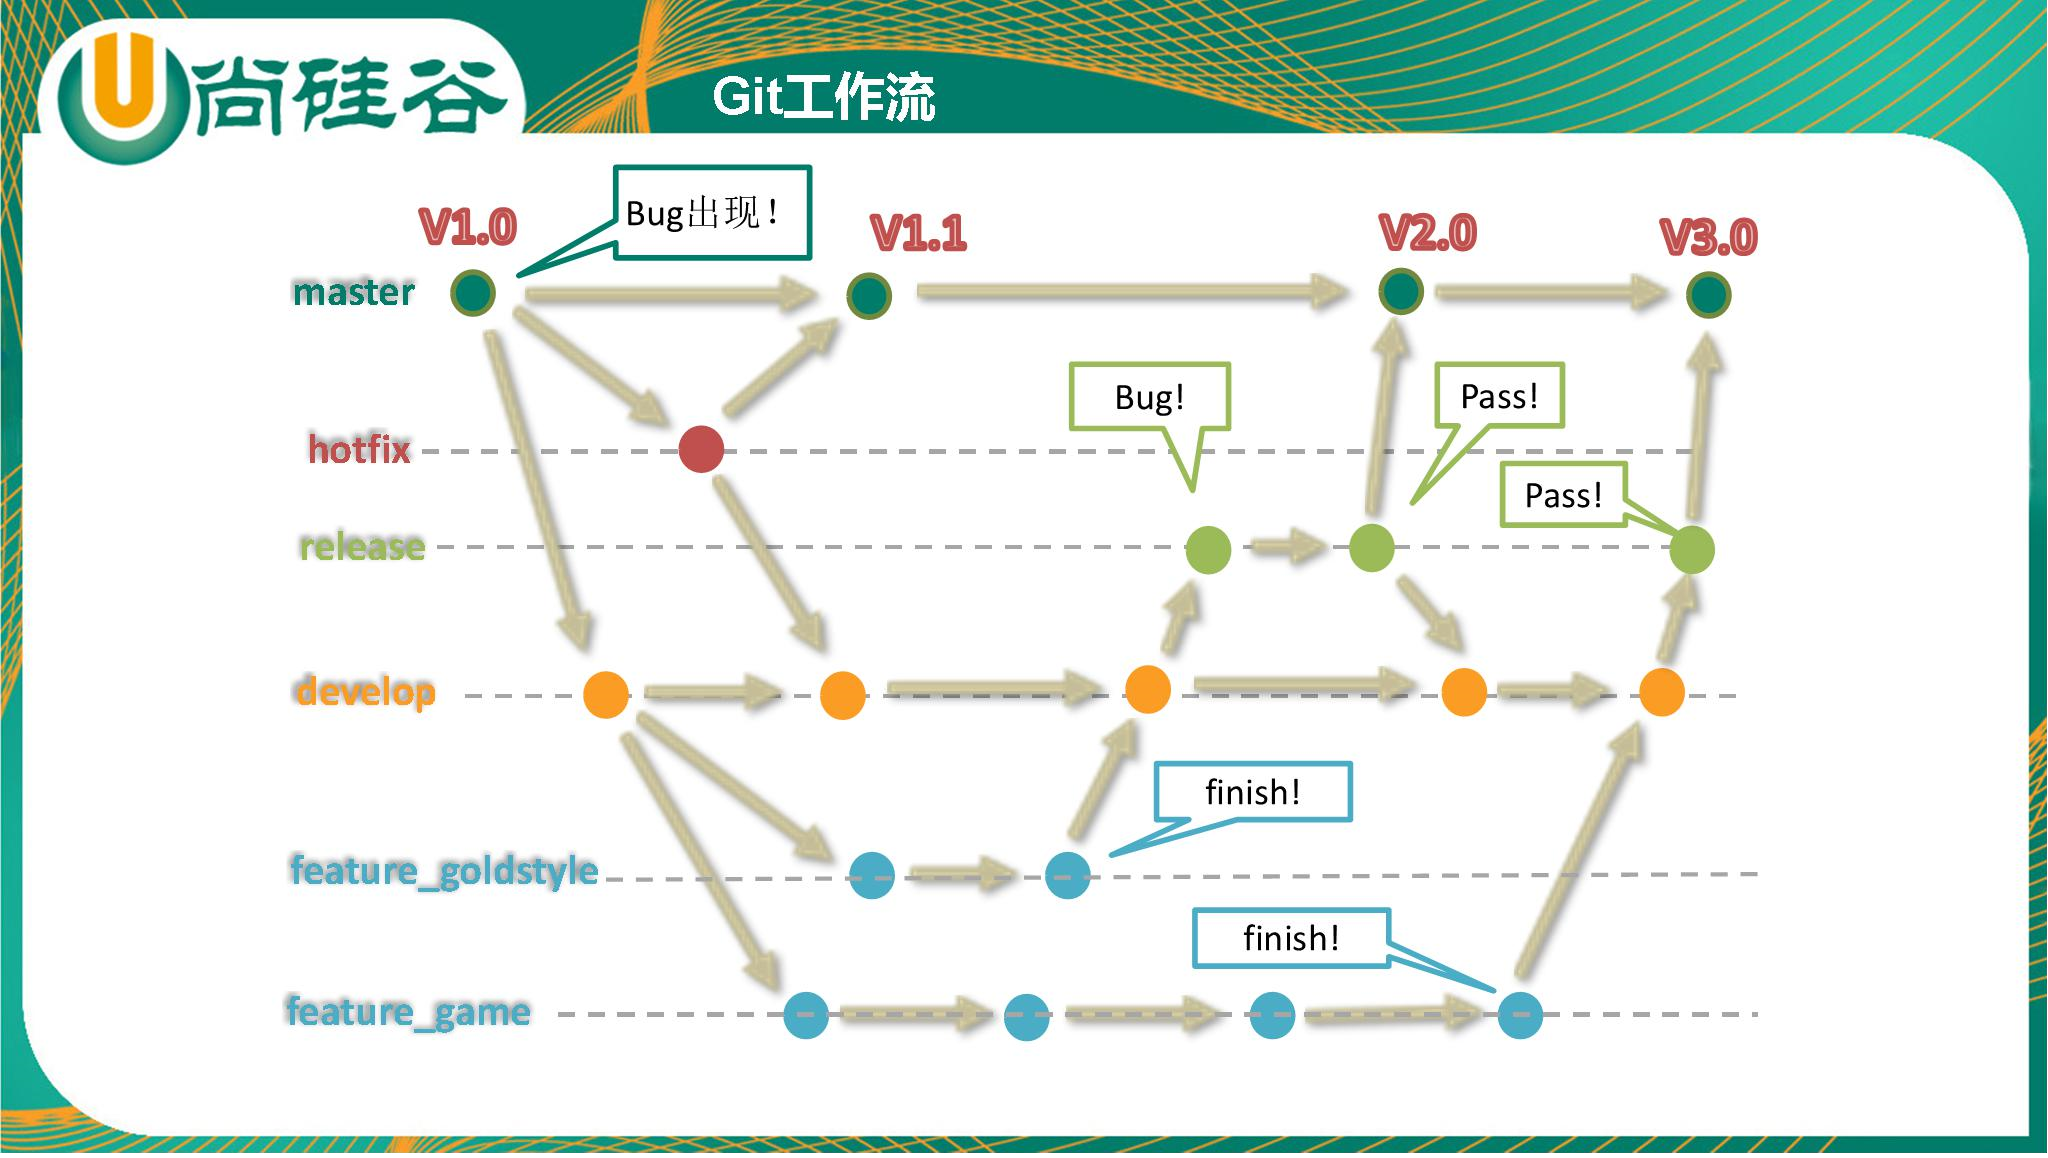 尚硅谷
Git工作流
Bug出现！
V1.0
V1.1
V2.0
V3.0
master
Bug!
Pass!
hotfix
Pass!
release
develop
finish!
feature_goldstyle
finish!
feature_game